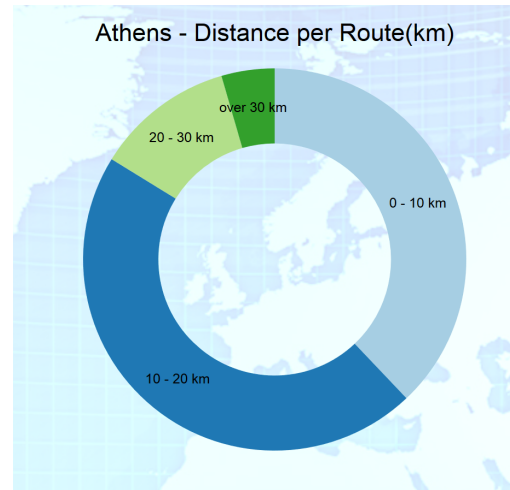 Athens - Distance per Route(km)
over 30 km
20 - 30 km
0 - 10 km
10 - 20 km